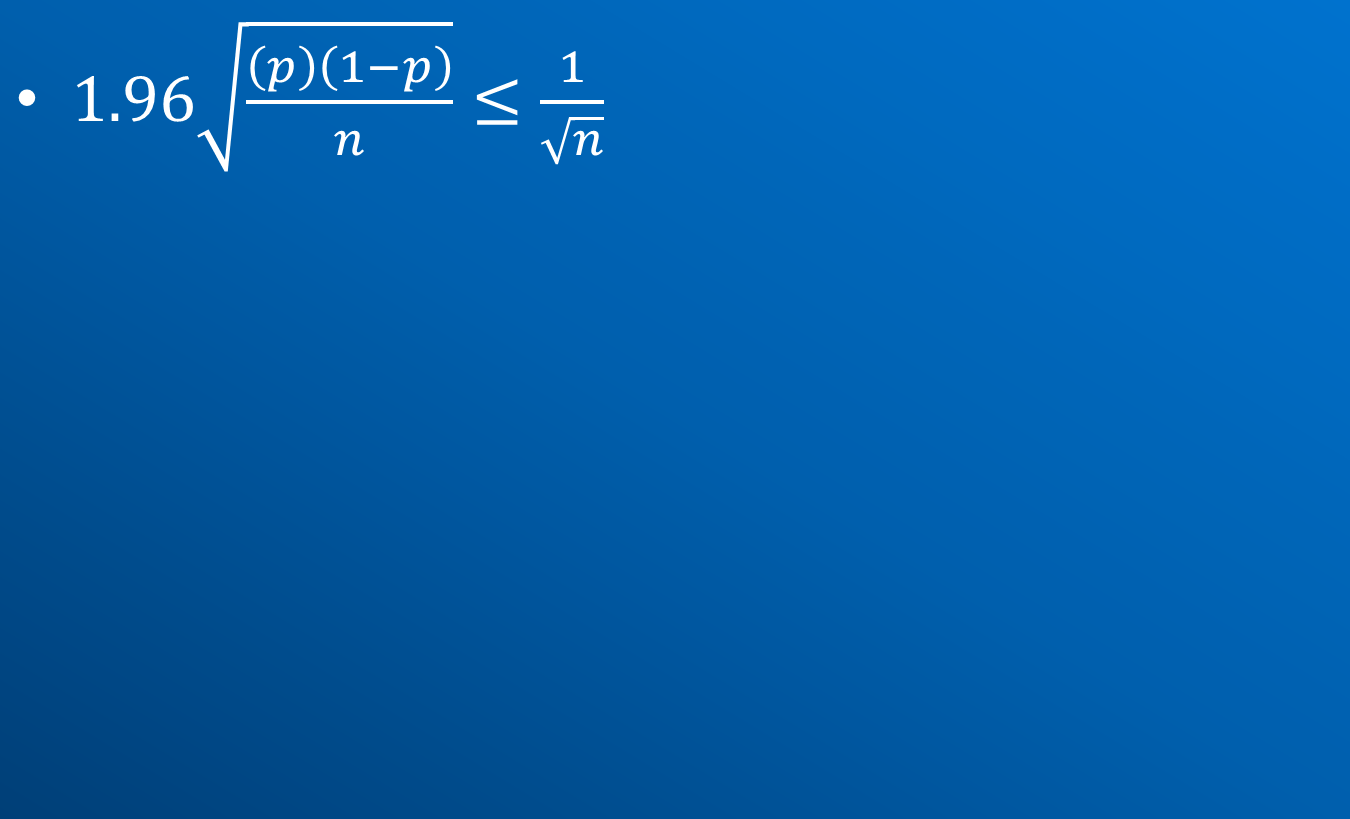 • 1.96√((p)(1−p)/n) ≤ 1/√n